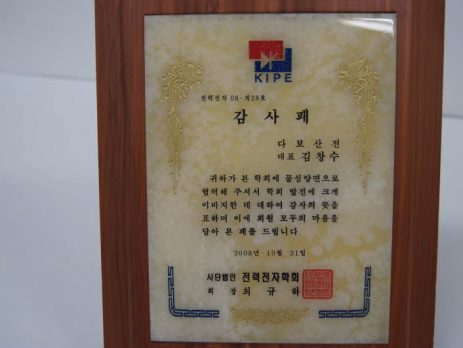 KIPE
전력전자 08-제28호
감 사 패
다 보 산 전
대표 김 창 수
귀하가 본 학회에 물심양면으로
협력해 주셔서 학회 발전에 크게
이바지한 데 대하여 감사의 뜻을
표하며 이에 회원 모두의 마음을
담아 본 패를 드립니다.
2008년 10월 31일
사단법인 전력전자학회
회 장 최 규 하